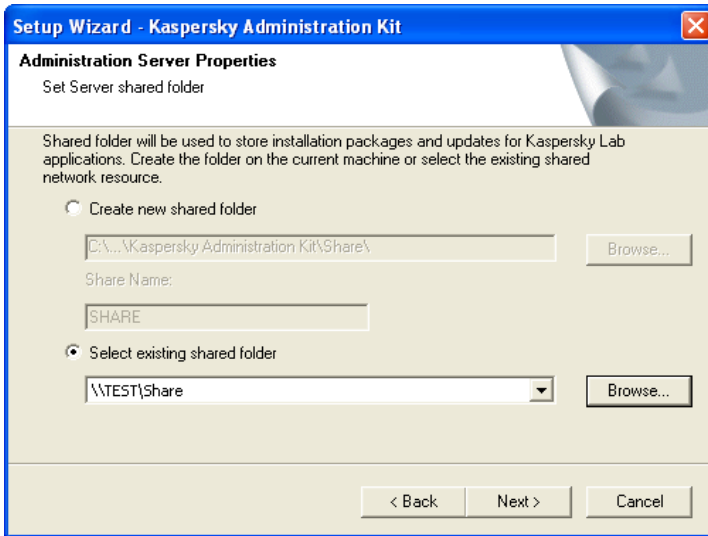 Setup Wizard - Kaspersky Administration Kit
Administration Server Properties
Set Server shared folder
Shared folder will be used to store installation packages and updates for Kaspersky Lab
applications. Create the folder on the current machine or select the existing shared
network resource.
Create new shared folder
C:\...\Kaspersky Administration Kit\Share\
Browse...
Share Name:
SHARE
Select existing shared folder
\\TEST\Share
Browse...
< Back
Next >
Cancel